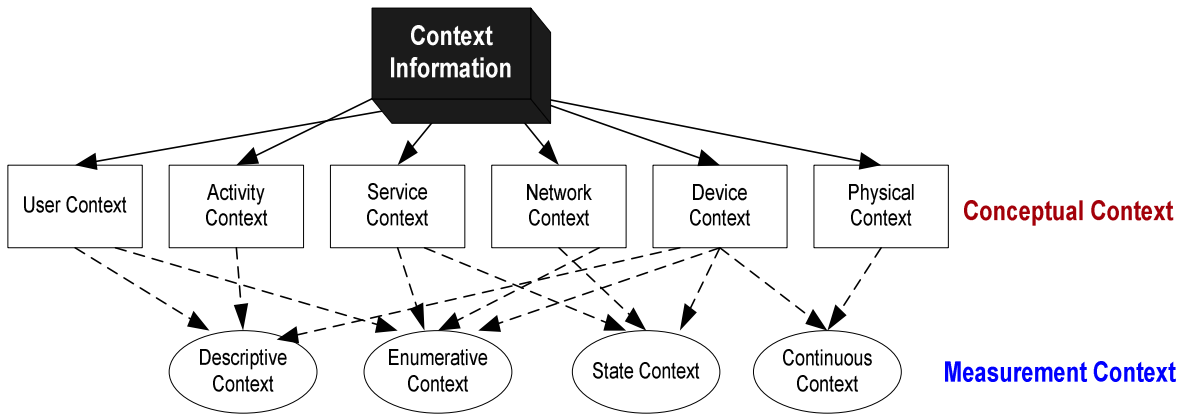 Context
Information
User Context
Activity
Context
Service
Context
Network
Context
Device
Context
Physical
Context
Conceptual Context
Descriptive
Context
Enumerative
Context
State Context
Continuous
Context
Measurement Context